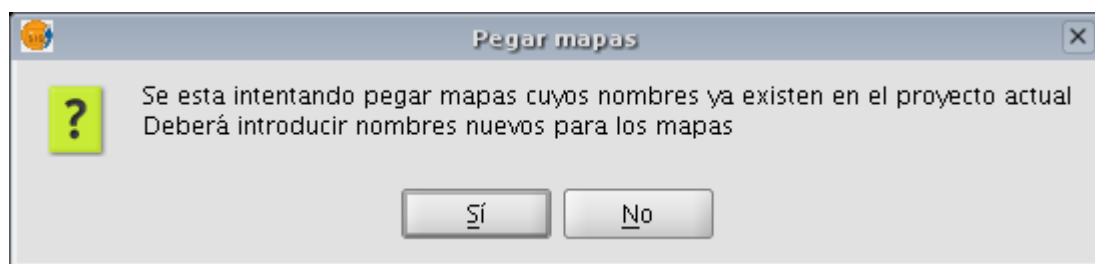 Pegar mapas
Se esta intentando pegar mapas cuyos nombres ya existen en el proyecto actual
Deberá introducir nombres nuevos para los mapas
Sí
No